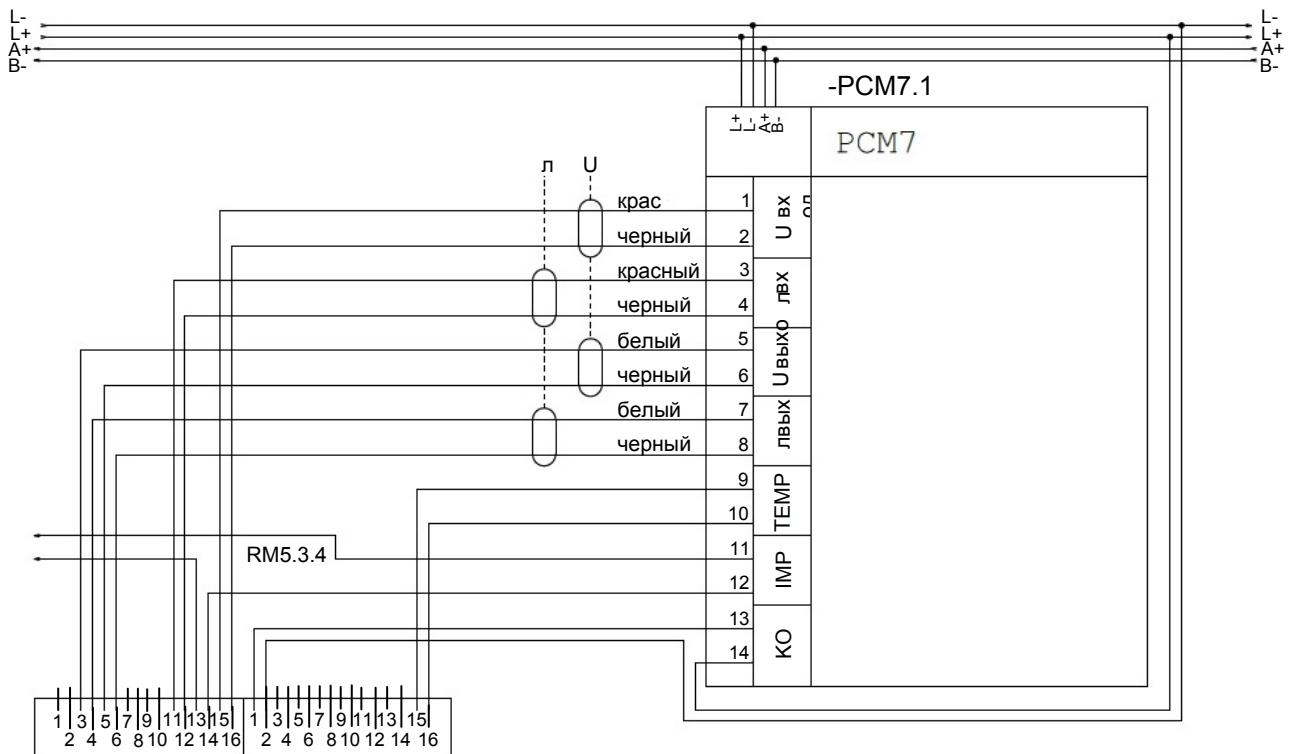 L- L-
L+ L+
A+ A+
B- B-
-PCM7.1
L+ L- A+ B-
PCM7
л U
крас 1 U вх од
черный 2
красный 3 лвх
черный 4
белый 5 U выхо
черный 6
белый 7 лвых
черный 8
9 TEMP
10
RM5.3.4 11 IMP
12
13 KO
14
1 3 5 7 9 11 13 15 1 3 5 7 9 11 13 15
2 4 6 8 10 12 14 16 2 4 6 8 10 12 14 16